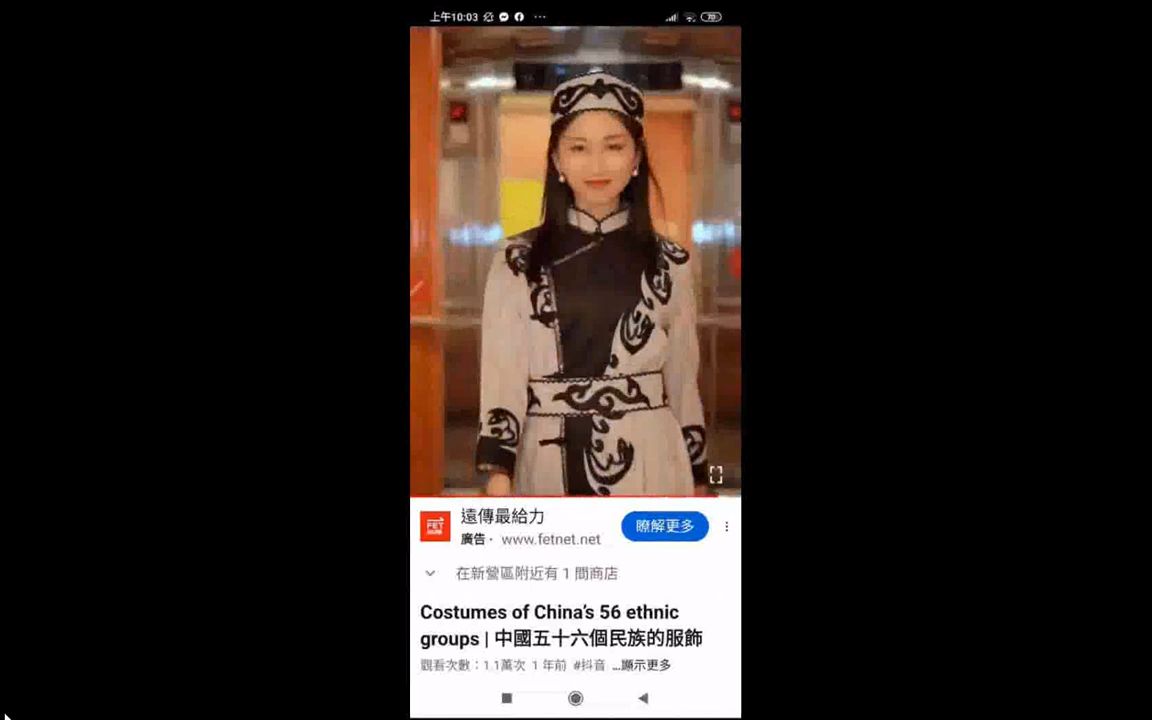 上午10:03
70
FET
遠傳最給力
廣告· www.fetnet.net
瞭解更多
在新營區附近有 1 間商店
Costumes of China's 56 ethnic
groups | 中國五十六個民族的服飾
觀看次數：1.1萬次 1 年前 #抖音 ...顯示更多